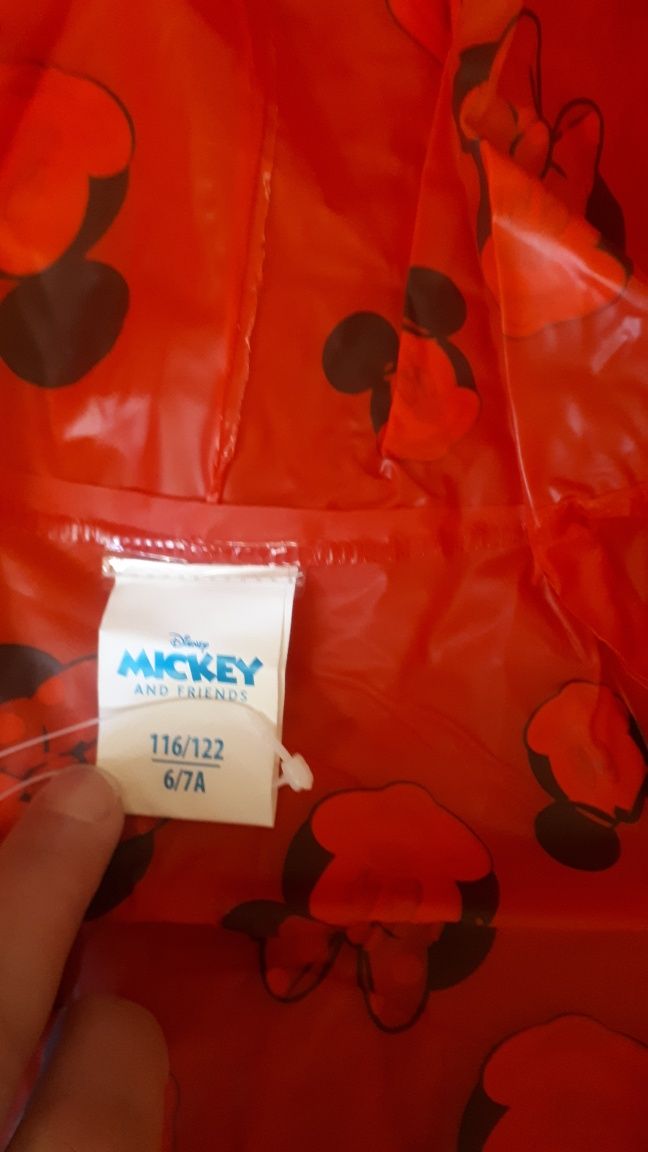 Disney
MICKEY
AND FRIENDS
116/122
6/7A